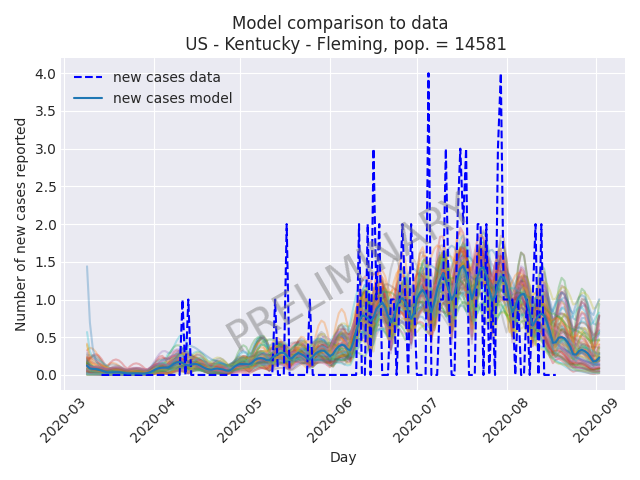 Model comparison to data
US - Kentucky - Fleming, pop. = 14581
new cases data
new cases model
PRELIMINARY
Number of new cases reported
4.0
3.5
3.0
2.5
2.0
1.5
1.0
0.5
0.0
2020-03
2020-04
2020-05
2020-06
2020-07
2020-08
2020-09
Day